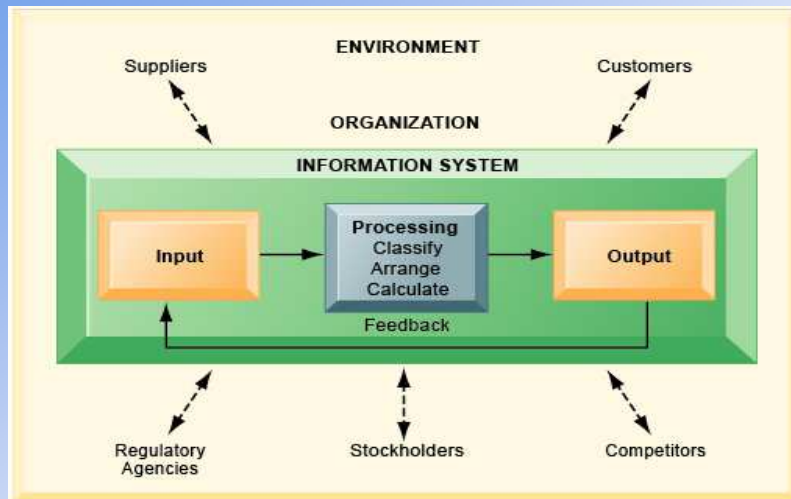 ENVIRONMENT
Suppliers
Customers
ORGANIZATION
INFORMATION SYSTEM
Input
Processing
Classify
Arrange
Calculate
Output
Feedback
Regulatory
Agencies
Stockholders
Competitors